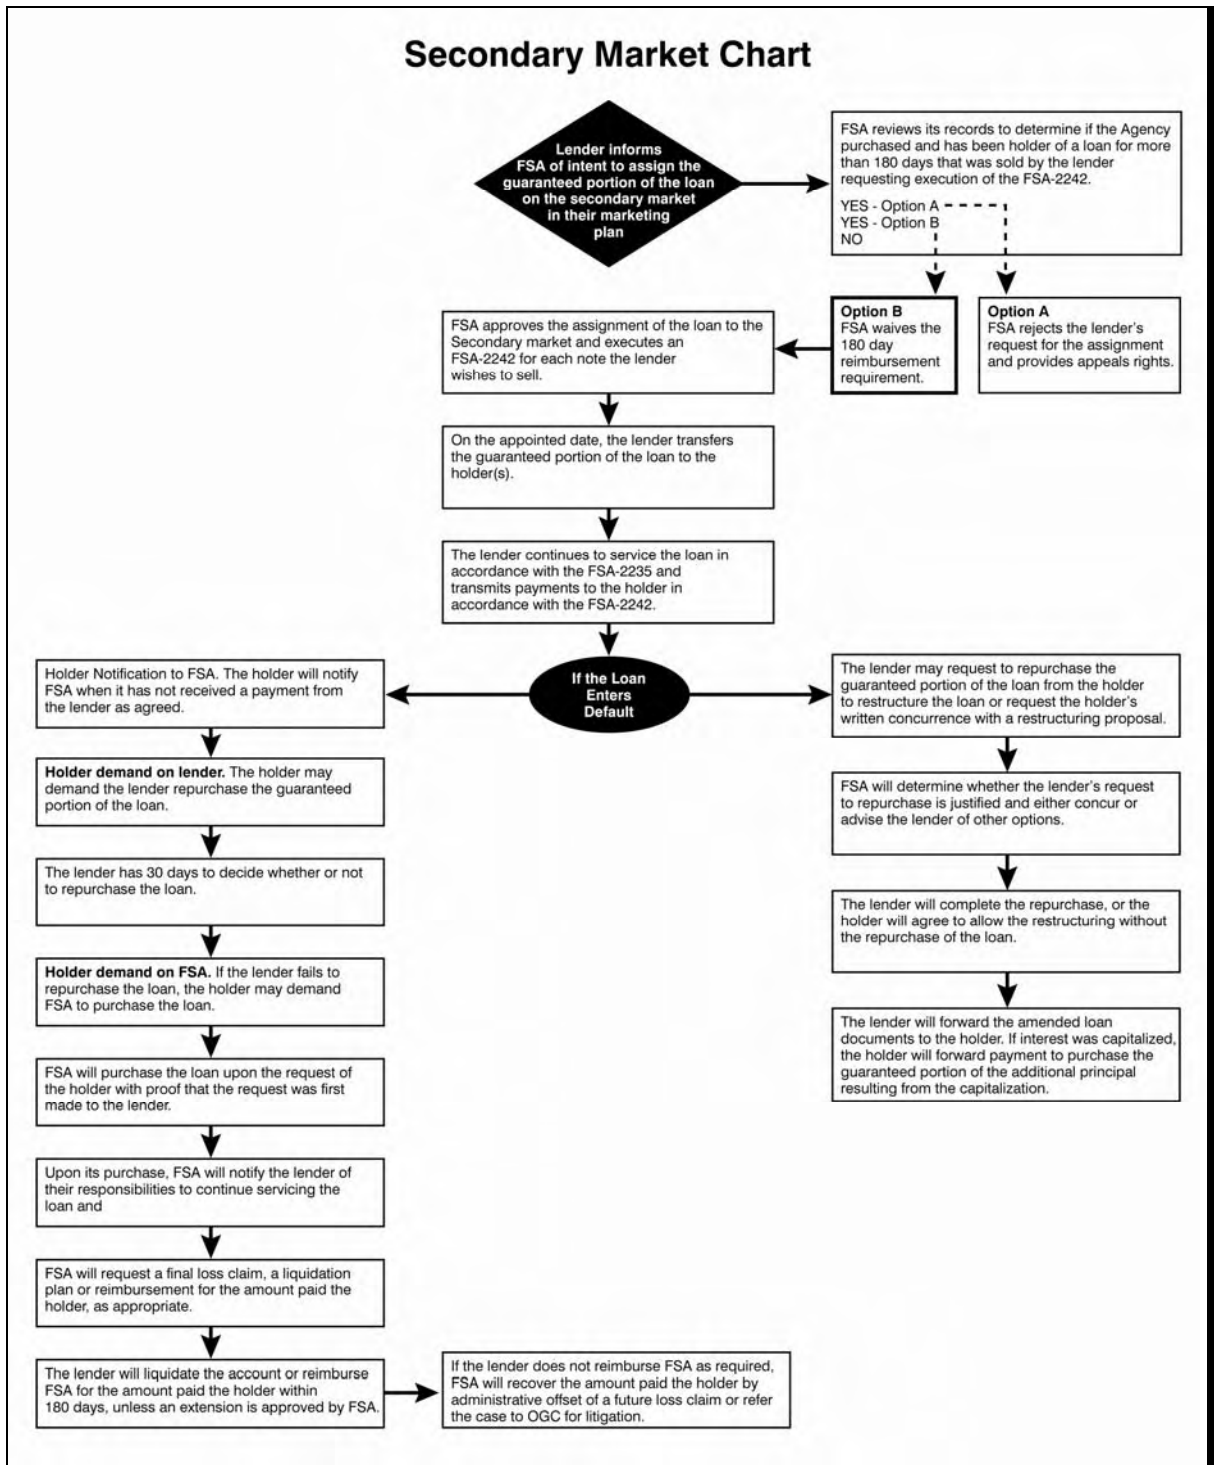 Secondary Market Chart
Lender informs
FSA of intent to assign the
guaranteed portion of the loan
on the secondary market
in their marketing
plan
FSA reviews its records to determine if the Agency
purchased and has been holder of a loan for more
than 180 days that was sold by the lender
requesting execution of the FSA-2242.
YES - Option A
YES - Option B
NO
Option B
FSA waives the
180 day
reimbursement
requirement.
Option A
FSA rejects the lender's
request for the assignment
and provides appeals rights.
FSA approves the assignment of the loan to the
Secondary market and executes an
FSA-2242 for each note the lender
wishes to sell.
On the appointed date, the lender transfers
the guaranteed portion of the loan to the
holder(s).
The lender continues to service the loan in
accordance with the FSA-2235 and
transmits payments to the holder in
accordance with the FSA-2242.
If the Loan
Enters
Default
Holder Notification to FSA. The holder will notify
FSA when it has not received a payment from
the lender as agreed.
Holder demand on lender. The holder may
demand the lender repurchase the guaranteed
portion of the loan.
The lender has 30 days to decide whether or not
to repurchase the loan.
Holder demand on FSA. If the lender fails to
repurchase the loan, the holder may demand
FSA to purchase the loan.
FSA will purchase the loan upon the request of
the holder with proof that the request was first
made to the lender.
Upon its purchase, FSA will notify the lender of
their responsibilities to continue servicing the
loan and
FSA will request a final loss claim, a liquidation
plan or reimbursement for the amount paid the
holder, as appropriate.
The lender will liquidate the account or reimburse
FSA for the amount paid the holder within
180 days, unless an extension is approved by FSA.
If the lender does not reimburse FSA as required,
FSA will recover the amount paid the holder by
administrative offset of a future loss claim or refer
the case to OGC for litigation.
The lender may request to repurchase the
guaranteed portion of the loan from the holder
to restructure the loan or request the holder's
written concurrence with a restructuring proposal.
FSA will determine whether the lender's request
to repurchase is justified and either concur or
advise the lender of other options.
The lender will complete the repurchase, or the
holder will agree to allow the restructuring without
the repurchase of the loan.
The lender will forward the amended loan
documents to the holder. If interest was capitalized,
the holder will forward payment to purchase the
guaranteed portion of the additional principal
resulting from the capitalization.